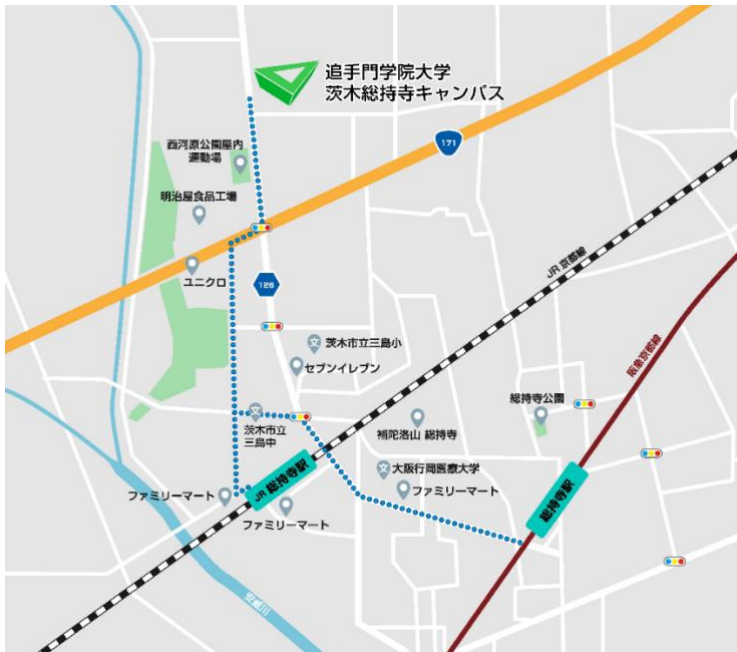 追手門学院大学
茨木総持寺キャンパス
171
西河原公園屋内
運動場
明治屋食品工場
ユニクロ
126
JR 京都線
阪急京都線
文 茨木市立三島小
セブンイレブン
文
茨木市立
三島中
総持寺公園
補陀洛山 総持寺
文 大阪行岡医療大学
ファミリーマート
JR 総持寺駅
ファミリーマート
ファミリーマート
総持寺駅
安威川